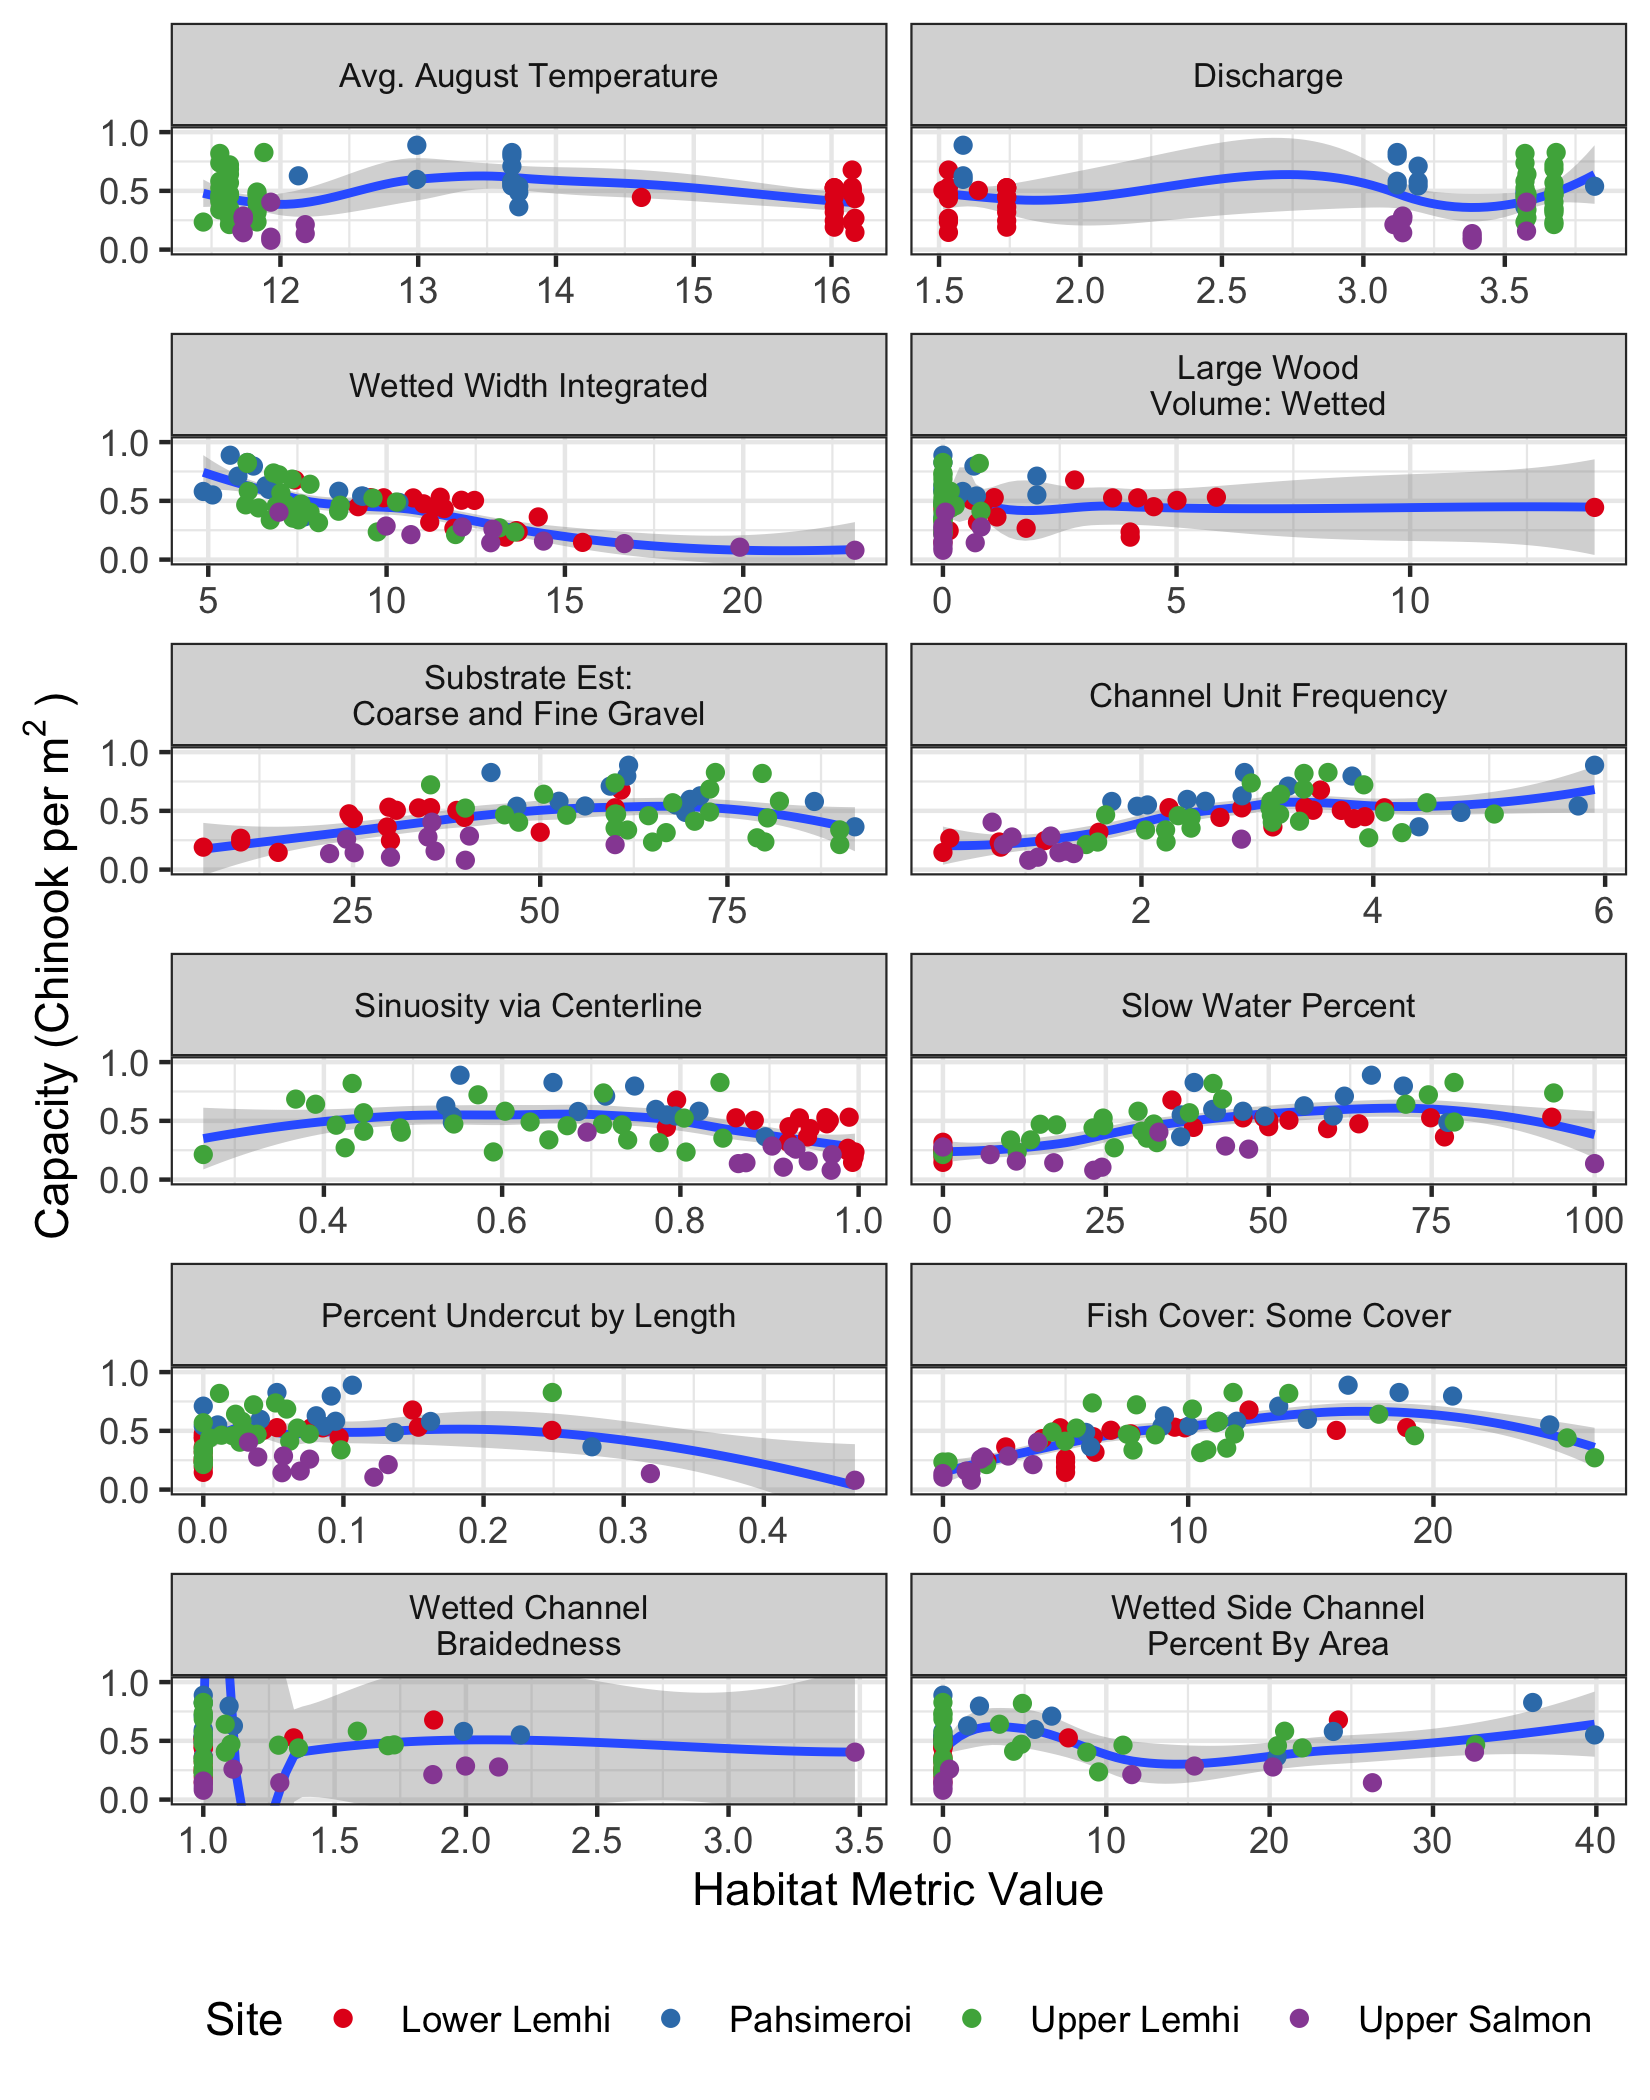 Avg. August Temperature
Discharge
1.0
0.5
0.0
12 13 14 15 16
1.5 2.0 2.5 3.0 3.5
Wetted Width Integrated
Large Wood
Volume: Wetted
1.0
0.5
0.0
5 10 15 20
0 5 10
Substrate Est:
Coarse and Fine Gravel
Channel Unit Frequency
1.0
0.5
0.0
25 50 75
2 4 6
Sinuosity via Centerline
Slow Water Percent
1.0
0.5
0.0
0.4 0.6 0.8 1.0
0 25 50 75 100
Percent Undercut by Length
Fish Cover: Some Cover
1.0
0.5
0.0
0.0 0.1 0.2 0.3 0.4
0 10 20
Wetted Channel
Braidedness
Wetted Side Channel
Percent By Area
1.0
0.5
0.0
1.0 1.5 2.0 2.5 3.0 3.5
0 10 20 30 40
Capacity (Chinook per m²)
Habitat Metric Value
Site Lower Lemhi Pahsimeroi Upper Lemhi Upper Salmon